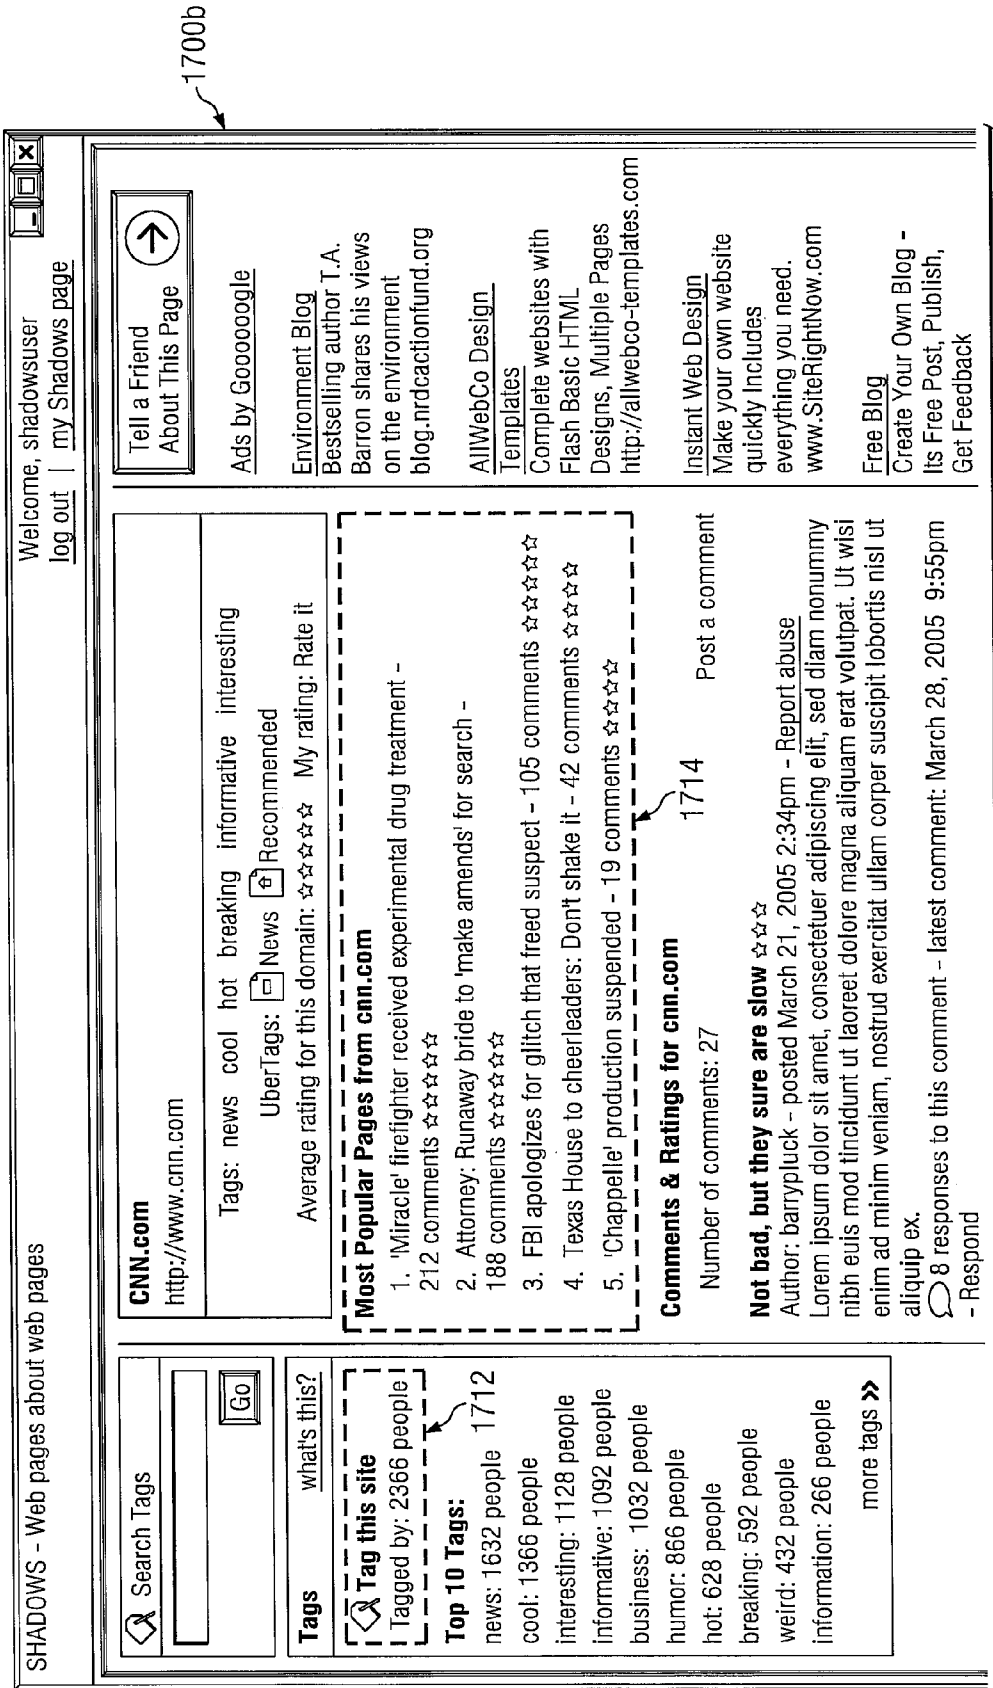 1700b
SHADOWS – Web pages about web pages
Welcome, shadowsuser
log out | my Shadows page
Search Tags
Go
Tags what's this?
Tag this site
Tagged by: 2366 people
1712
Top 10 Tags:
news: 1632 people
cool: 1366 people
interesting: 1128 people
informative: 1092 people
business: 1032 people
humor: 866 people
hot: 628 people
breaking: 592 people
weird: 432 people
information: 266 people
more tags »
CNN.com
http://www.cnn.com
Tags: news cool hot breaking informative interesting
UberTags: News Recommended
Average rating for this domain: ☆☆☆☆☆ My rating: Rate it
Most Popular Pages from cnn.com
1. 'Miracle' firefighter received experimental drug treatment –
212 comments ☆☆☆☆☆
2. Attorney: Runaway bride to 'make amends' for search –
188 comments ☆☆☆☆☆
3. FBI apologizes for glitch that freed suspect – 105 comments ☆☆☆☆☆
4. Texas House to cheerleaders: Don't shake it – 42 comments ☆☆☆☆
5. 'Chappelle' production suspended – 19 comments ☆☆☆☆
1714
Comments & Ratings for cnn.com
Number of comments: 27 Post a comment
Not bad, but they sure are slow ☆☆☆
Author: barrypluck – posted March 21, 2005 2:34pm – Report abuse
Lorem ipsum dolor sit amet, consectetuer adipiscing elit, sed diam nonummy
nibh euis mod tincidunt ut laoreet dolore magna aliquam erat volutpat. Ut wisi
enim ad minim veniam, nostrud exercitat ullam corper suscipit lobortis nisl ut
aliquip ex.
8 responses to this comment – latest comment: March 28, 2005 9:55pm
– Respond
Tell a Friend
About This Page
Ads by Goooooogle
Environment Blog
Bestselling author T.A.
Barron shares his views
on the environment
blog.nrdcactionfund.org
AllWebCo Design
Templates
Complete websites with
Flash Basic HTML
Designs, Multiple Pages
http://allwebco-templates.com
Instant Web Design
Make your own website
quickly Includes
everything you need.
www.SiteRightNow.com
Free Blog
Create Your Own Blog –
Its Free Post, Publish,
Get Feedback